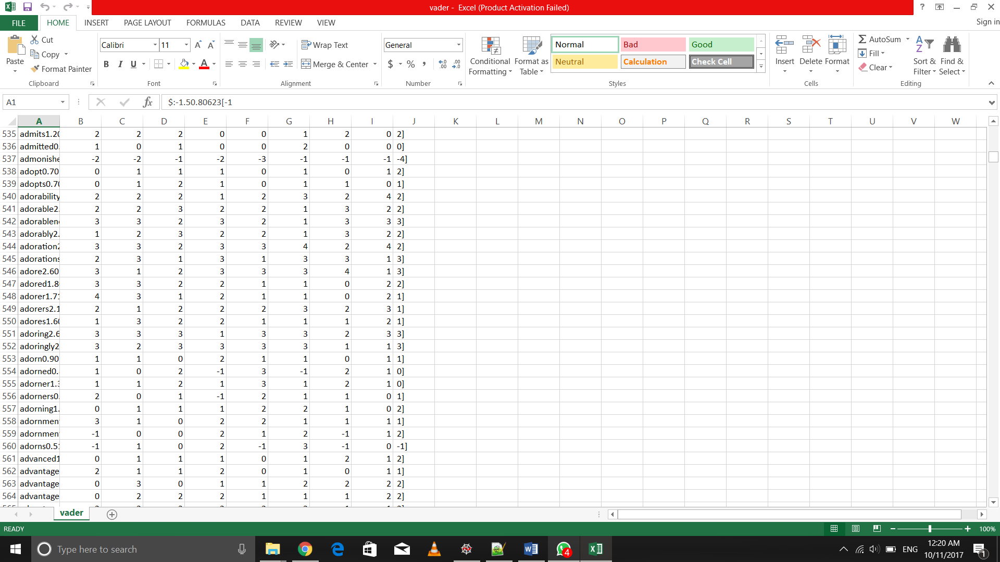 vader - Excel (Product Activation Failed)
FILE HOME INSERT PAGE LAYOUT FORMULAS DATA REVIEW VIEW Sign in
Paste Cut Copy Format Painter Clipboard
Calibri 11 B I U A Font
Wrap Text Merge & Center Alignment
General $ % , Number
Conditional Formatting Format as Table
Normal Bad Good
Neutral Calculation Check Cell
Styles
Insert Delete Format Cells
AutoSum Fill Clear Sort & Filter Find & Select Editing
A1 fx $:-1.50.80623[-1
A B C D E F G H I J K L M N O P Q R S T U V W
535 admits1.20 2 2 2 0 0 1 2 0 2]
536 admitted0. 1 0 1 0 0 2 0 0 0]
537 admonishe -2 -2 -1 -2 -3 -1 -1 -1 -4]
538 adopt0.70 0 1 1 1 0 1 0 1 2]
539 adopts0.70 0 1 2 1 0 1 1 0 1]
540 adorability 2 2 2 1 2 3 2 4 2]
541 adorable2. 2 2 3 2 2 1 3 2 2]
542 adorablene 3 3 2 3 2 1 3 3 3]
543 adorably2. 1 2 3 2 2 1 3 2 2]
544 adoration2 3 3 2 3 3 4 2 4 2]
545 adorations 2 3 1 3 1 3 3 1 3]
546 adore2.60 3 1 2 3 3 3 4 1 3]
547 adored1.8 3 3 2 2 1 1 0 2 2]
548 adorer1.71 4 3 1 2 1 1 0 2 1]
549 adorers2.1 2 1 2 2 2 3 2 3 1]
550 adores1.60 1 3 2 2 1 1 1 2 1]
551 adoring2.6 3 3 3 1 3 3 2 3 3]
552 adoringly2 3 2 3 3 3 3 1 1 3]
553 adorn0.90 1 1 0 2 1 1 0 1 1]
554 adorned0. 1 0 2 -1 3 -1 2 1 0]
555 adorner1.3 1 1 2 1 3 1 2 1 0]
556 adorners0. 2 0 1 -1 2 1 1 0 1]
557 adorning1. 0 1 1 1 2 2 1 0 2]
558 adornmen 3 1 0 2 2 1 1 1 1]
559 adornmen -1 0 0 2 1 2 -1 1 2]
560 adorns0.51 -1 1 0 2 -1 3 -1 0 -1]
561 advanced1 0 1 1 1 0 1 2 1 2]
562 advantage 2 1 1 2 0 1 0 1 1]
563 advantage 0 3 0 1 1 2 2 2 2]
564 advantage 0 2 2 2 1 1 1 2 2]
vader
READY 100%
Type here to search 4 ENG 12:20 AM 10/11/2017 1